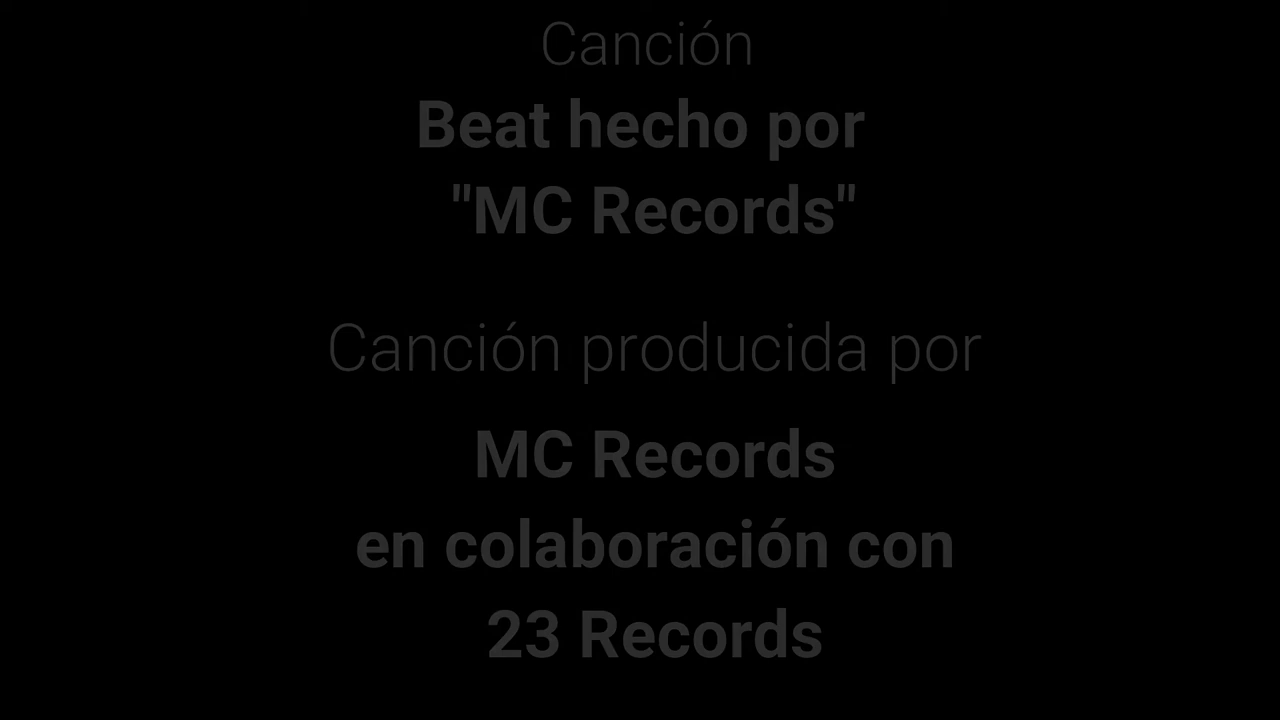 Canción
Beat hecho por
"MC Records"
Canción producida por
MC Records
en colaboración con
23 Records